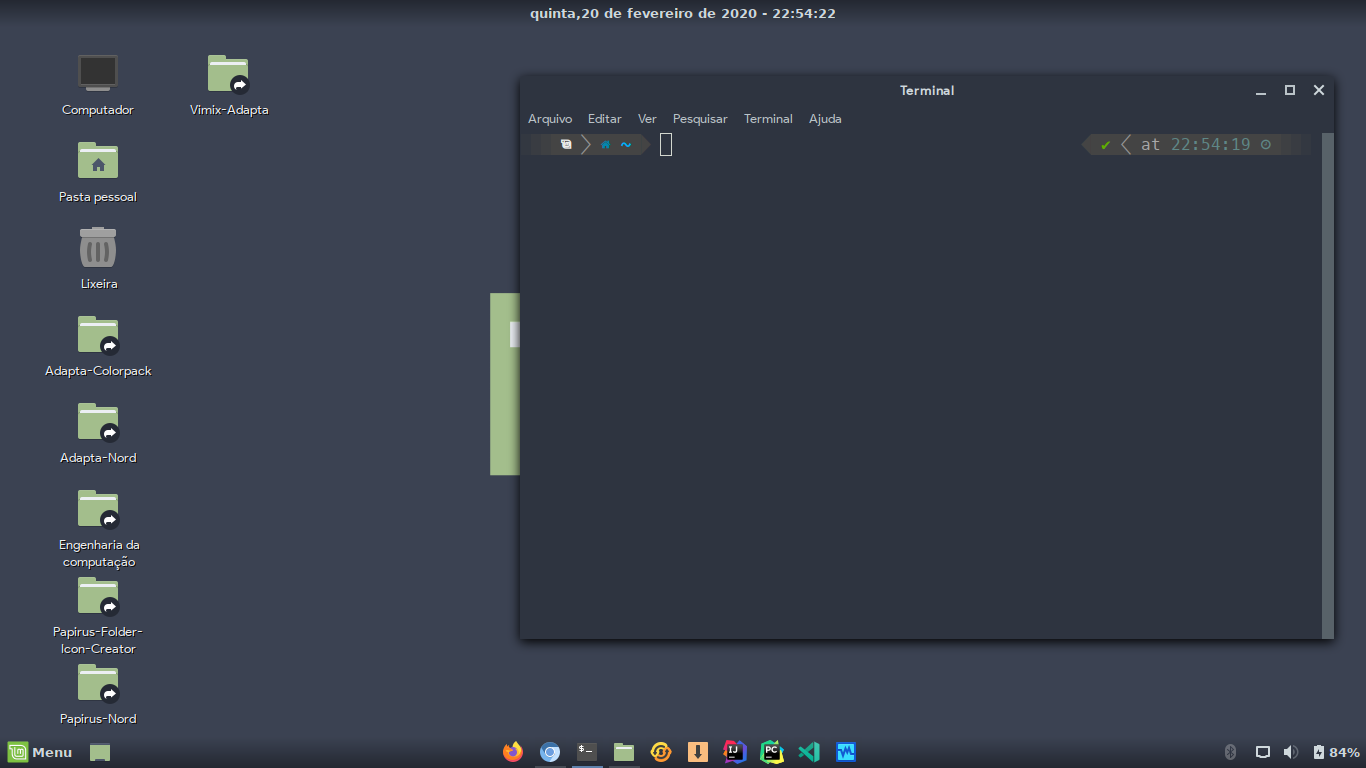 quinta,20 de fevereiro de 2020 - 22:54:22
Computador
Vimix-Adapta
Pasta pessoal
Lixeira
Adapta-Colorpack
Adapta-Nord
Engenharia da
computação
Papirus-Folder-
Icon-Creator
Papirus-Nord
Terminal
Arquivo Editar Ver Pesquisar Terminal Ajuda
~
✔ at 22:54:19
Menu
$-
IJ
PC
84%